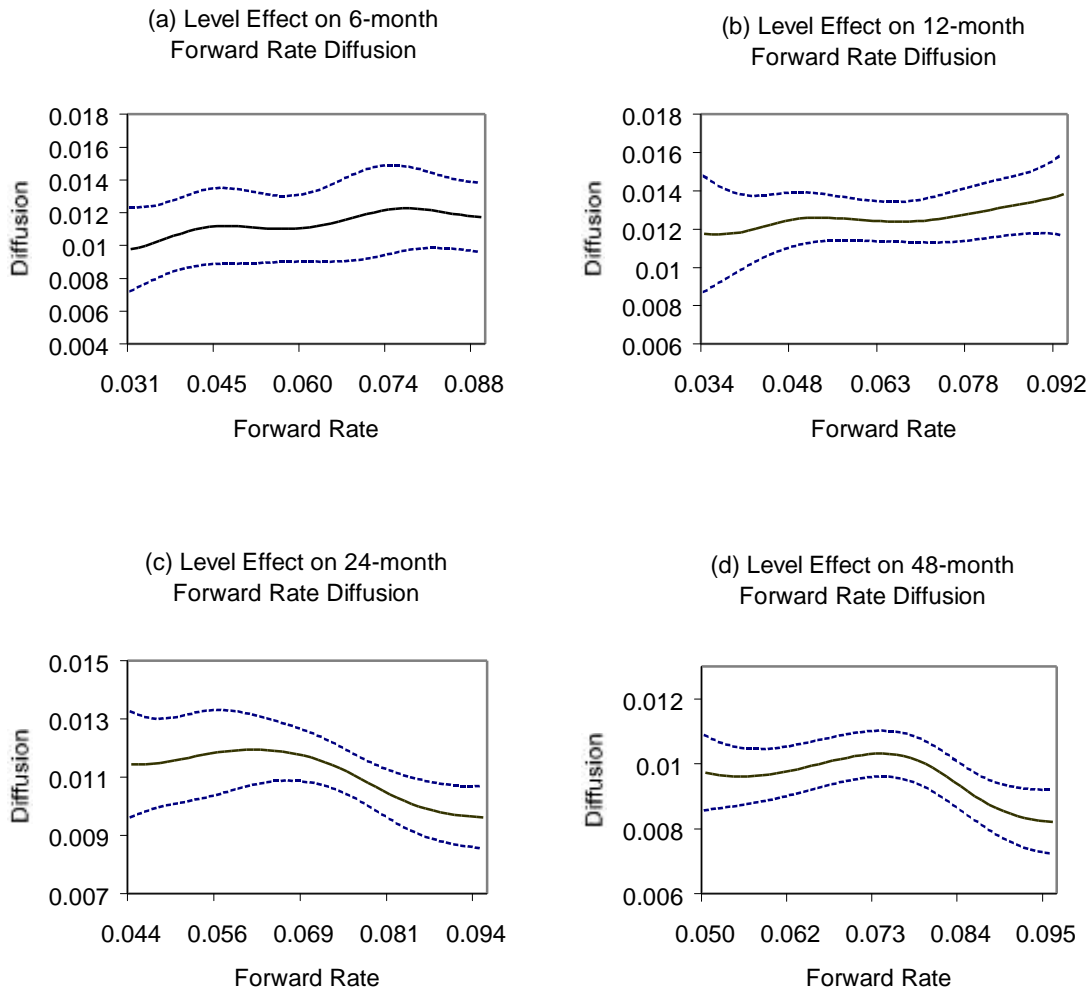 (a) Level Effect on 6-month
Forward Rate Diffusion
0.018
0.016
0.014
0.012
0.01
0.008
0.006
0.004
Diffusion
0.031 0.045 0.060 0.074 0.088
Forward Rate
(b) Level Effect on 12-month
Forward Rate Diffusion
0.018
0.016
0.014
0.012
0.01
0.008
0.006
Diffusion
0.034 0.048 0.063 0.078 0.092
Forward Rate
(c) Level Effect on 24-month
Forward Rate Diffusion
0.015
0.013
0.011
0.009
0.007
Diffusion
0.044 0.056 0.069 0.081 0.094
Forward Rate
(d) Level Effect on 48-month
Forward Rate Diffusion
0.012
0.01
0.008
0.006
Diffusion
0.050 0.062 0.073 0.084 0.095
Forward Rate